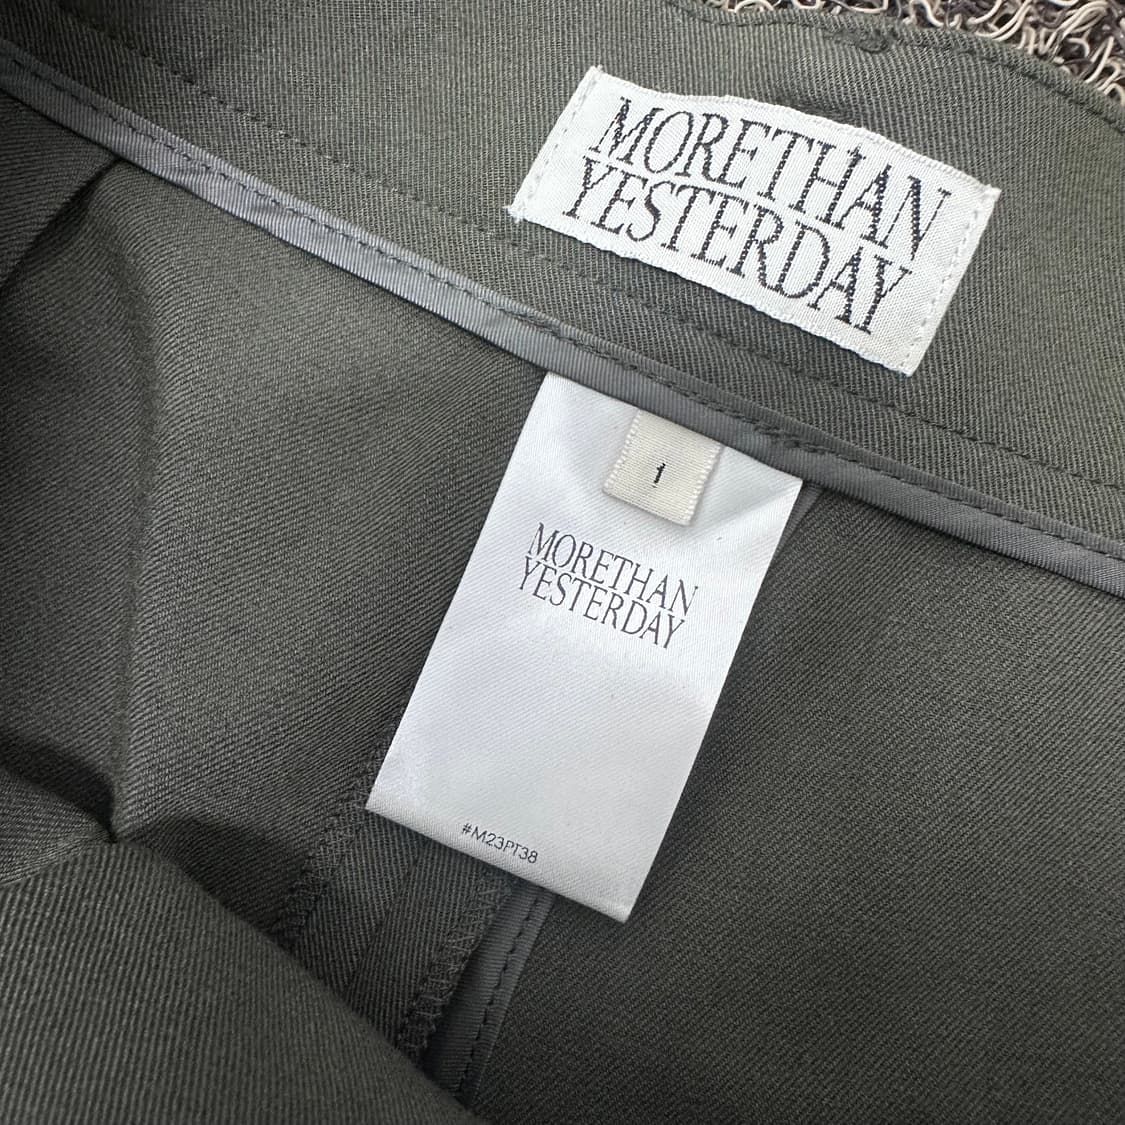 MORETHAN
YESTERDAY
1
MORETHAN
YESTERDAY
#M23PT38